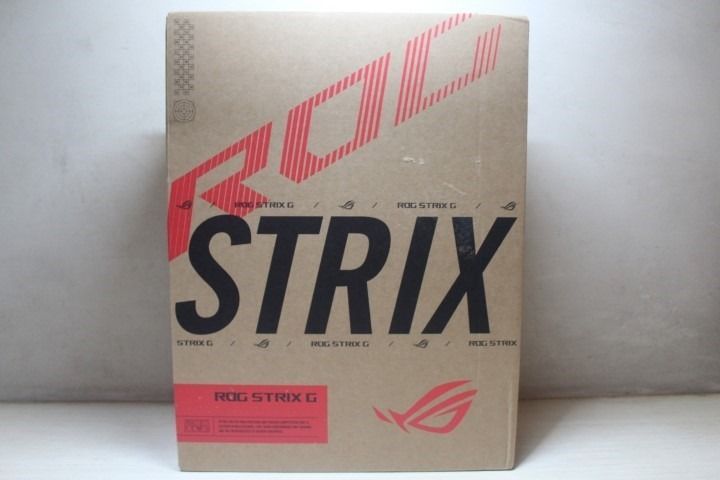 ROG
ROG STRIX G / / ROG STRIX G /
STRIX
STRIX G / / ROG STRIX G / / ROG STRIX
ROG STRIX G